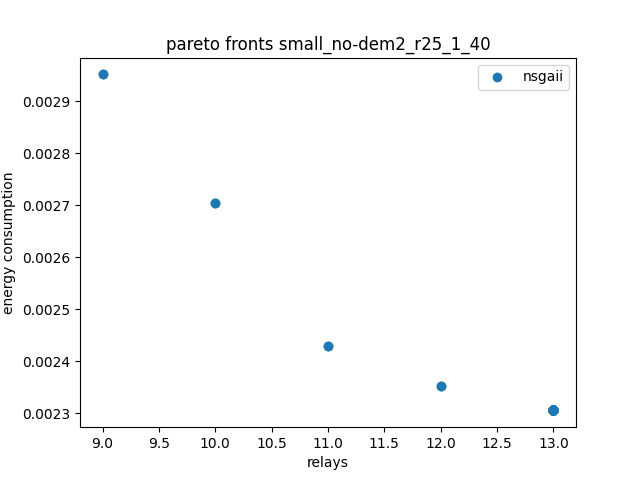 pareto fronts small_no-dem2_r25_1_40
nsgaii
energy consumption
0.0029
0.0028
0.0027
0.0026
0.0025
0.0024
0.0023
9.0 9.5 10.0 10.5 11.0 11.5 12.0 12.5 13.0
relays